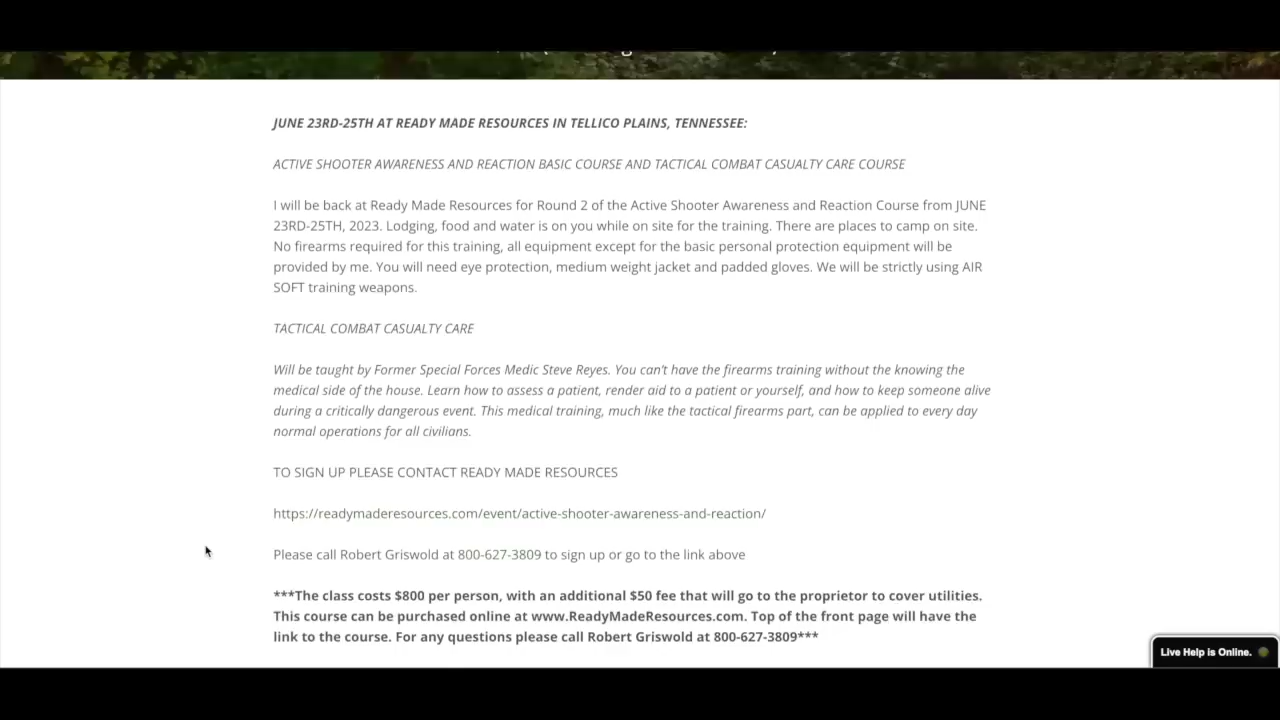 JUNE 23RD-25TH AT READY MADE RESOURCES IN TELLICO PLAINS, TENNESSEE:
ACTIVE SHOOTER AWARENESS AND REACTION BASIC COURSE AND TACTICAL COMBAT CASUALTY CARE COURSE
I will be back at Ready Made Resources for Round 2 of the Active Shooter Awareness and Reaction Course from JUNE
23RD-25TH, 2023. Lodging, food and water is on you while on site for the training. There are places to camp on site.
No firearms required for this training, all equipment except for the basic personal protection equipment will be
provided by me. You will need eye protection, medium weight jacket and padded gloves. We will be strictly using AIR
SOFT training weapons.
TACTICAL COMBAT CASUALTY CARE
Will be taught by Former Special Forces Medic Steve Reyes. You can't have the firearms training without the knowing the
medical side of the house. Learn how to assess a patient, render aid to a patient or yourself, and how to keep someone alive
during a critically dangerous event. This medical training, much like the tactical firearms part, can be applied to every day
normal operations for all civilians.
TO SIGN UP PLEASE CONTACT READY MADE RESOURCES
https://readymaderesources.com/event/active-shooter-awareness-and-reaction/
Please call Robert Griswold at 800-627-3809 to sign up or go to the link above
***The class costs $800 per person, with an additional $50 fee that will go to the proprietor to cover utilities.
This course can be purchased online at www.ReadyMadeResources.com. Top of the front page will have the
link to the course. For any questions please call Robert Griswold at 800-627-3809***
Live Help is Online.